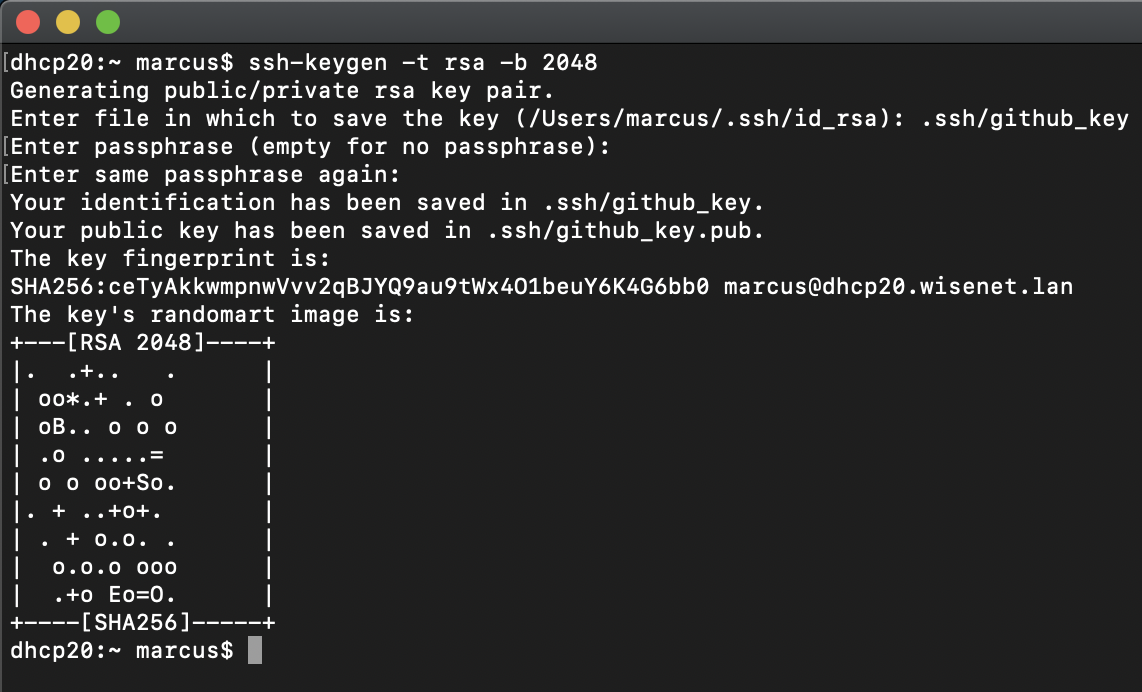 dhcp20:~ marcus$ ssh-keygen -t rsa -b 2048
Generating public/private rsa key pair.
Enter file in which to save the key (/Users/marcus/.ssh/id_rsa): .ssh/github_key
Enter passphrase (empty for no passphrase):
Enter same passphrase again:
Your identification has been saved in .ssh/github_key.
Your public key has been saved in .ssh/github_key.pub.
The key fingerprint is:
SHA256:ceTyAkkwmpnwVvv2qBJYQ9au9tWx4O1beuY6K4G6bb0 marcus@dhcp20.wisenet.lan
The key's randomart image is:
+---[RSA 2048]----+
|.  .+..   .      |
| oo*.+ . o       |
| oB.. o o o      |
| .o .....=       |
| o o oo+So.      |
|. + ..+o+.       |
| . + o.o. .      |
|  o.o.o ooo      |
|  .+o Eo=O.      |
+----[SHA256]-----+
dhcp20:~ marcus$